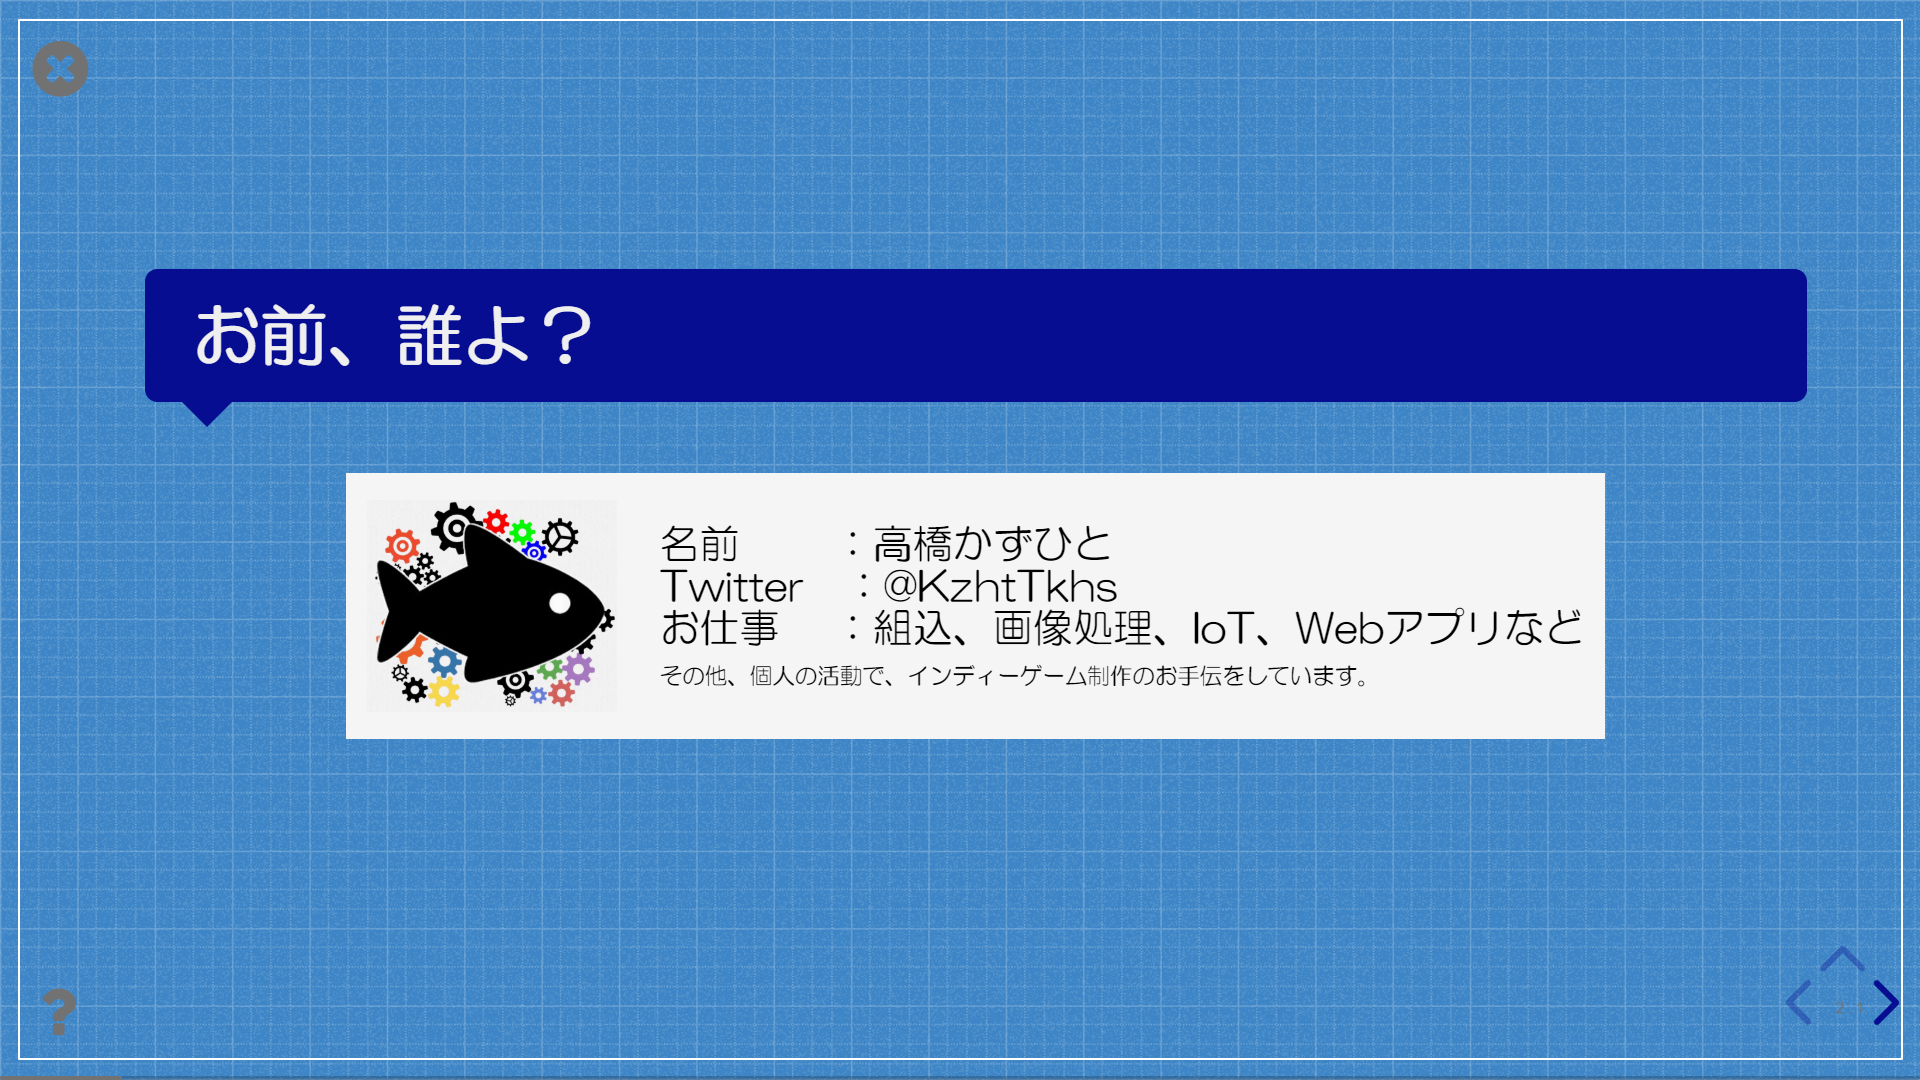 お前、誰よ？
名前　　：高橋かずひと
Twitter　：@KzhtTkhs
お仕事　：組込、画像処理、IoT、Webアプリなど
その他、個人の活動で、インディーゲーム制作のお手伝をしています。
?